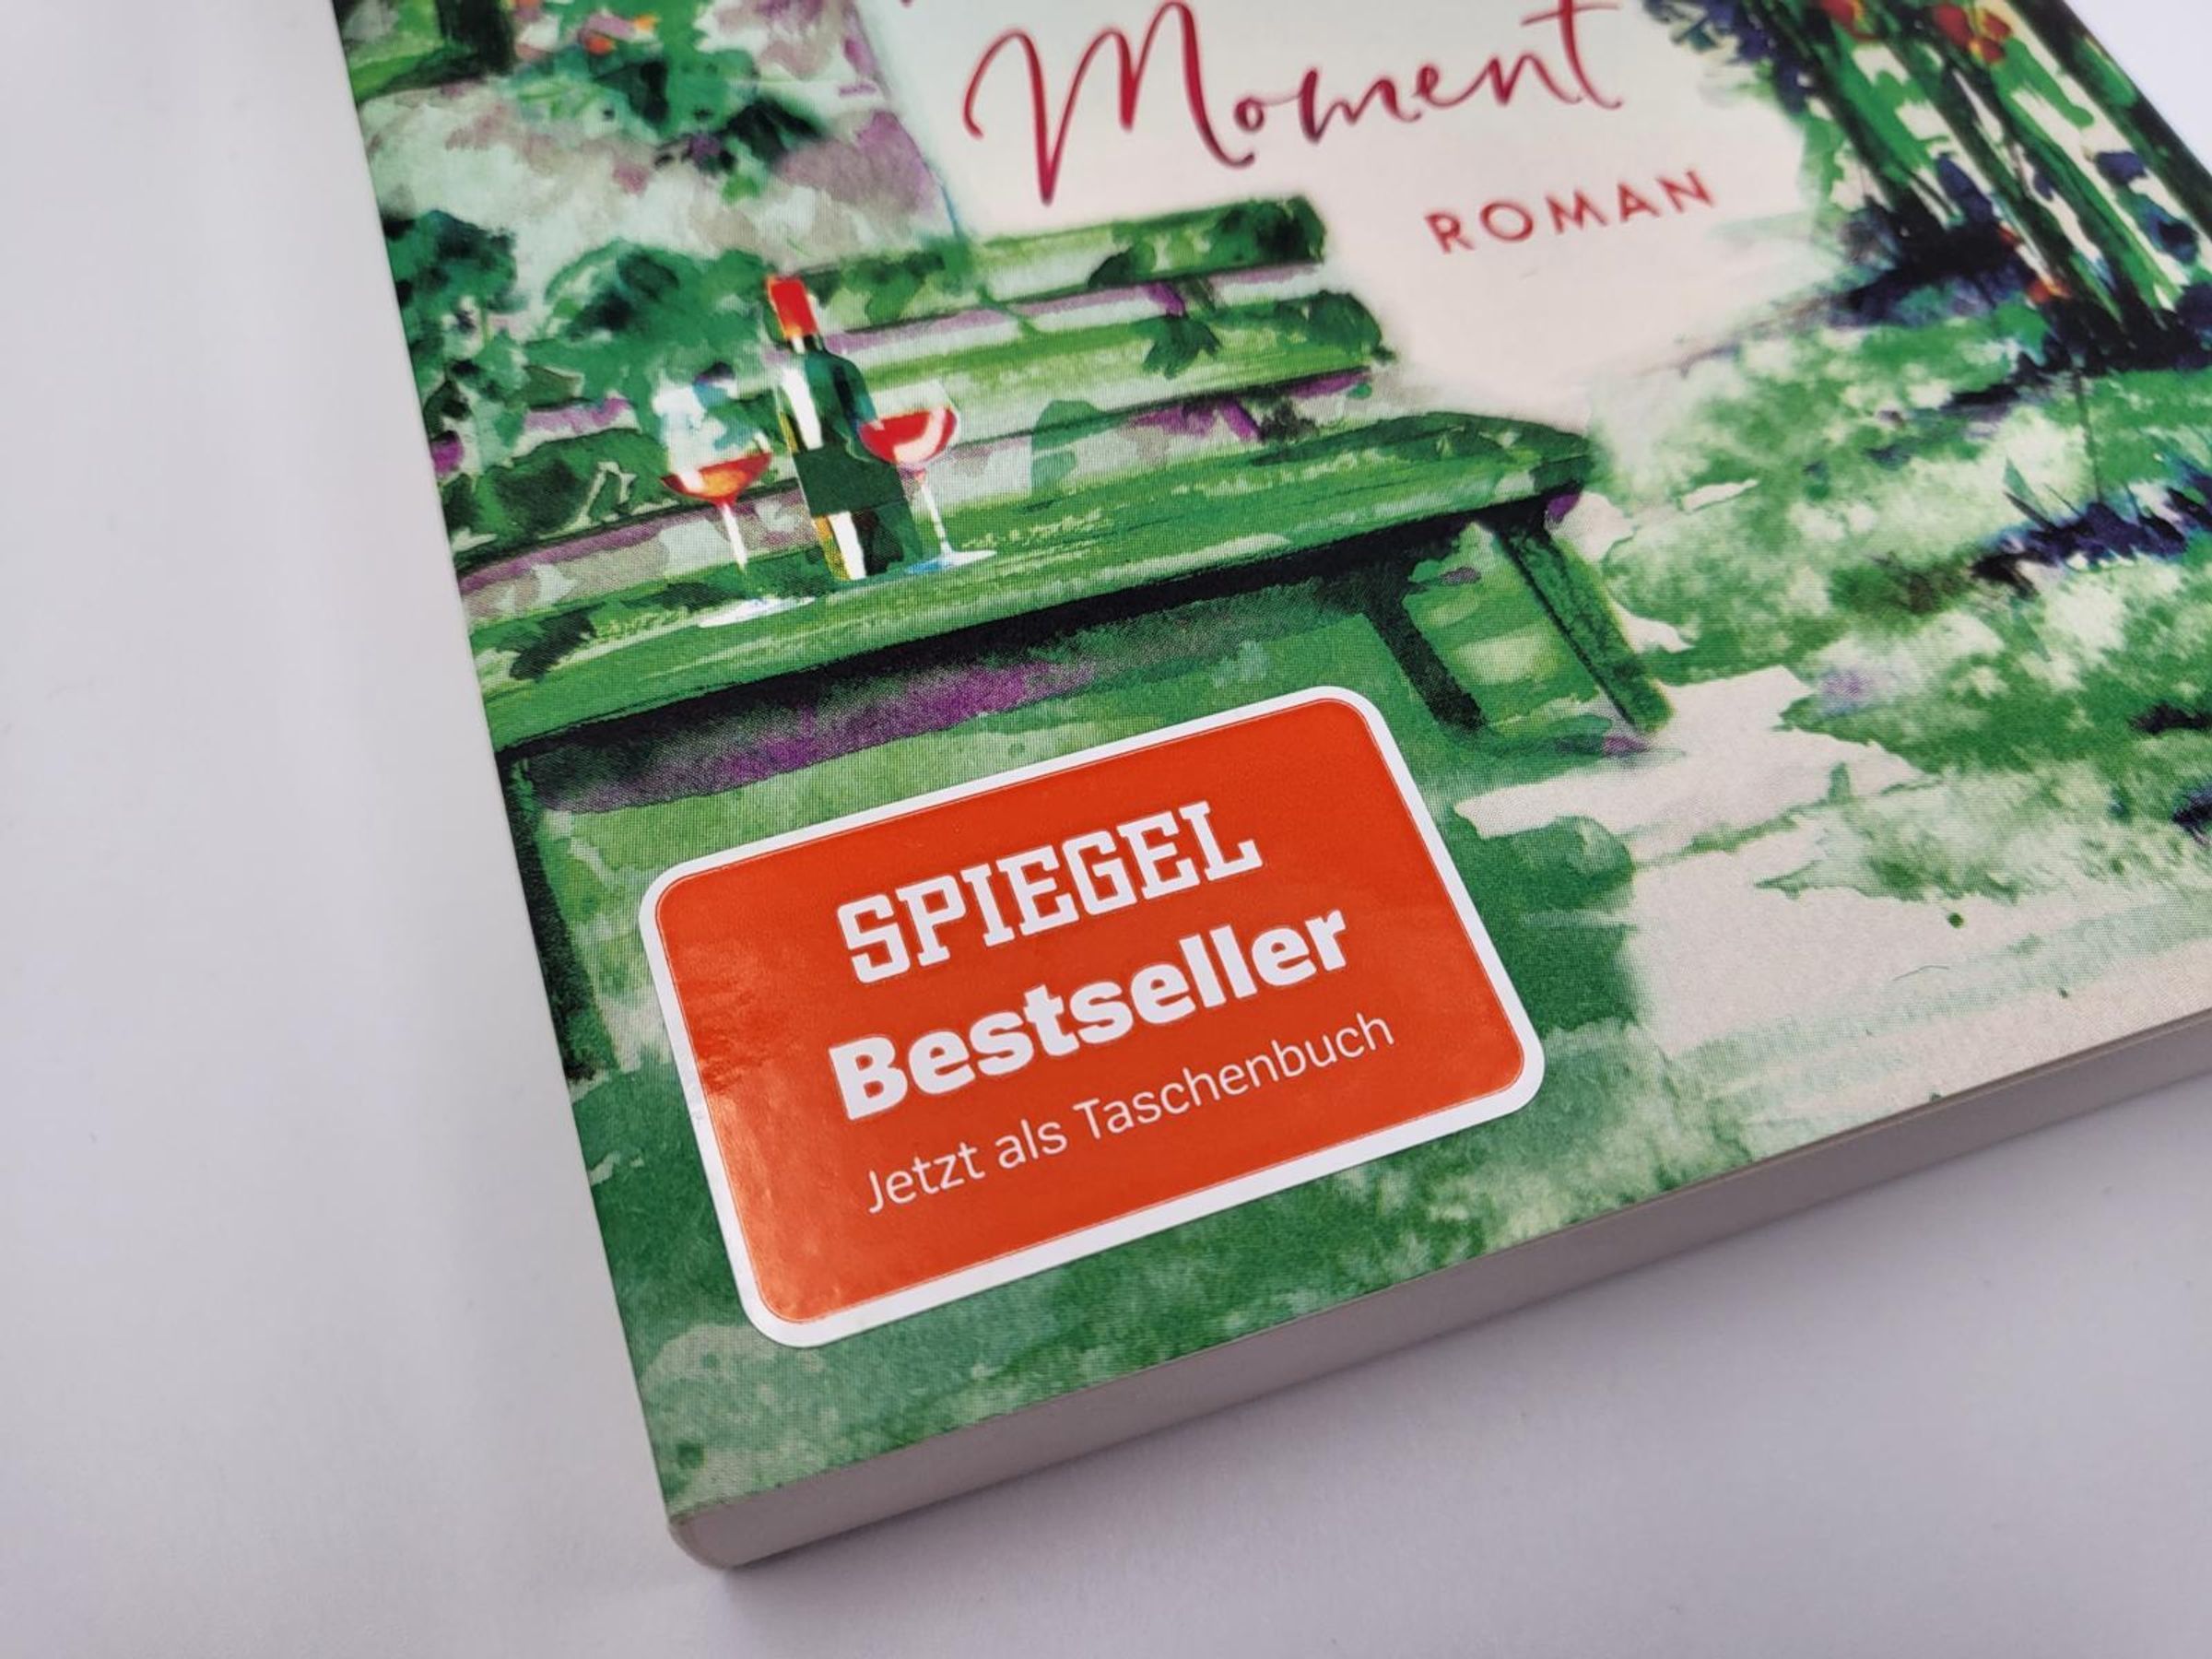 Moment
ROMAN
SPIEGEL
Bestseller
Jetzt als Taschenbuch